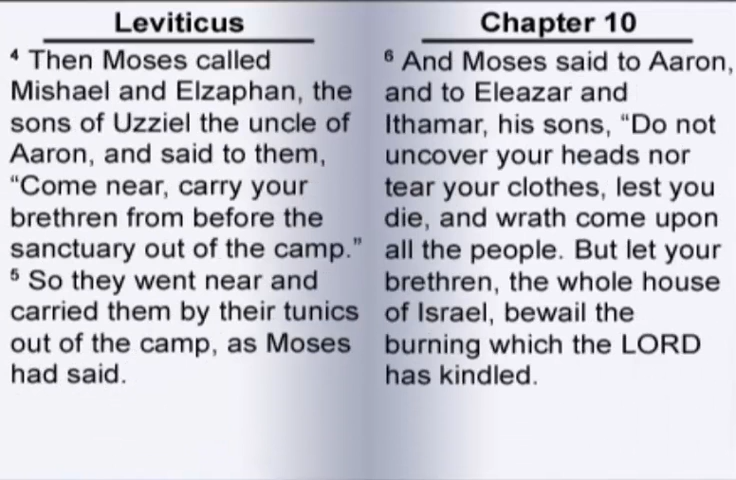 Leviticus
⁴ Then Moses called
Mishael and Elzaphan, the
sons of Uzziel the uncle of
Aaron, and said to them,
“Come near, carry your
brethren from before the
sanctuary out of the camp.”
⁵ So they went near and
carried them by their tunics
out of the camp, as Moses
had said.
Chapter 10
⁶ And Moses said to Aaron,
and to Eleazar and
Ithamar, his sons, “Do not
uncover your heads nor
tear your clothes, lest you
die, and wrath come upon
all the people. But let your
brethren, the whole house
of Israel, bewail the
burning which the LORD
has kindled.